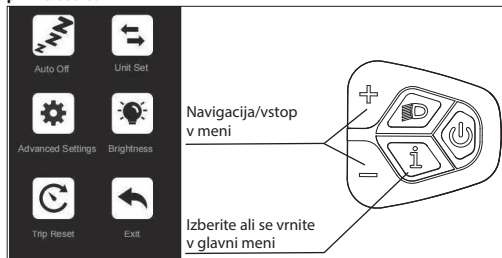 Auto Off
Unit Set
Advanced Settings
Brightness
Trip Reset
Exit
Navigacija/vstop
v meni
Izberite ali se vrnite
v glavni meni
+
−
i